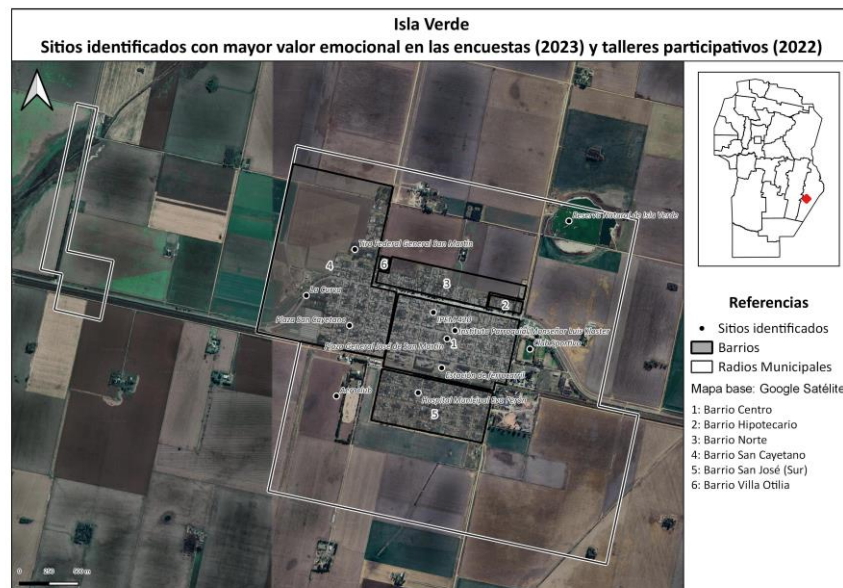 Isla Verde
Sitios identificados con mayor valor emocional en las encuestas (2023) y talleres participativos (2022)
Reserva Natural de Isla Verde
Tiro Federal General San Martín
4
6
3
La Curva
2
IPEM
Plaza San Cayetano
Instituto Parroquial Monseñor Luis Kloster
Plaza General José de San Martín
1
Club Sportivo
Estación de ferrocarril
Aeroclub
Hospital Municipal Eva Perón
5
0 250 500 m
Referencias
Sitios identificados
Barrios
Radios Municipales
Mapa base: Google Satélite
1: Barrio Centro
2: Barrio Hipotecario
3: Barrio Norte
4: Barrio San Cayetano
5: Barrio San José (Sur)
6: Barrio Villa Otilia